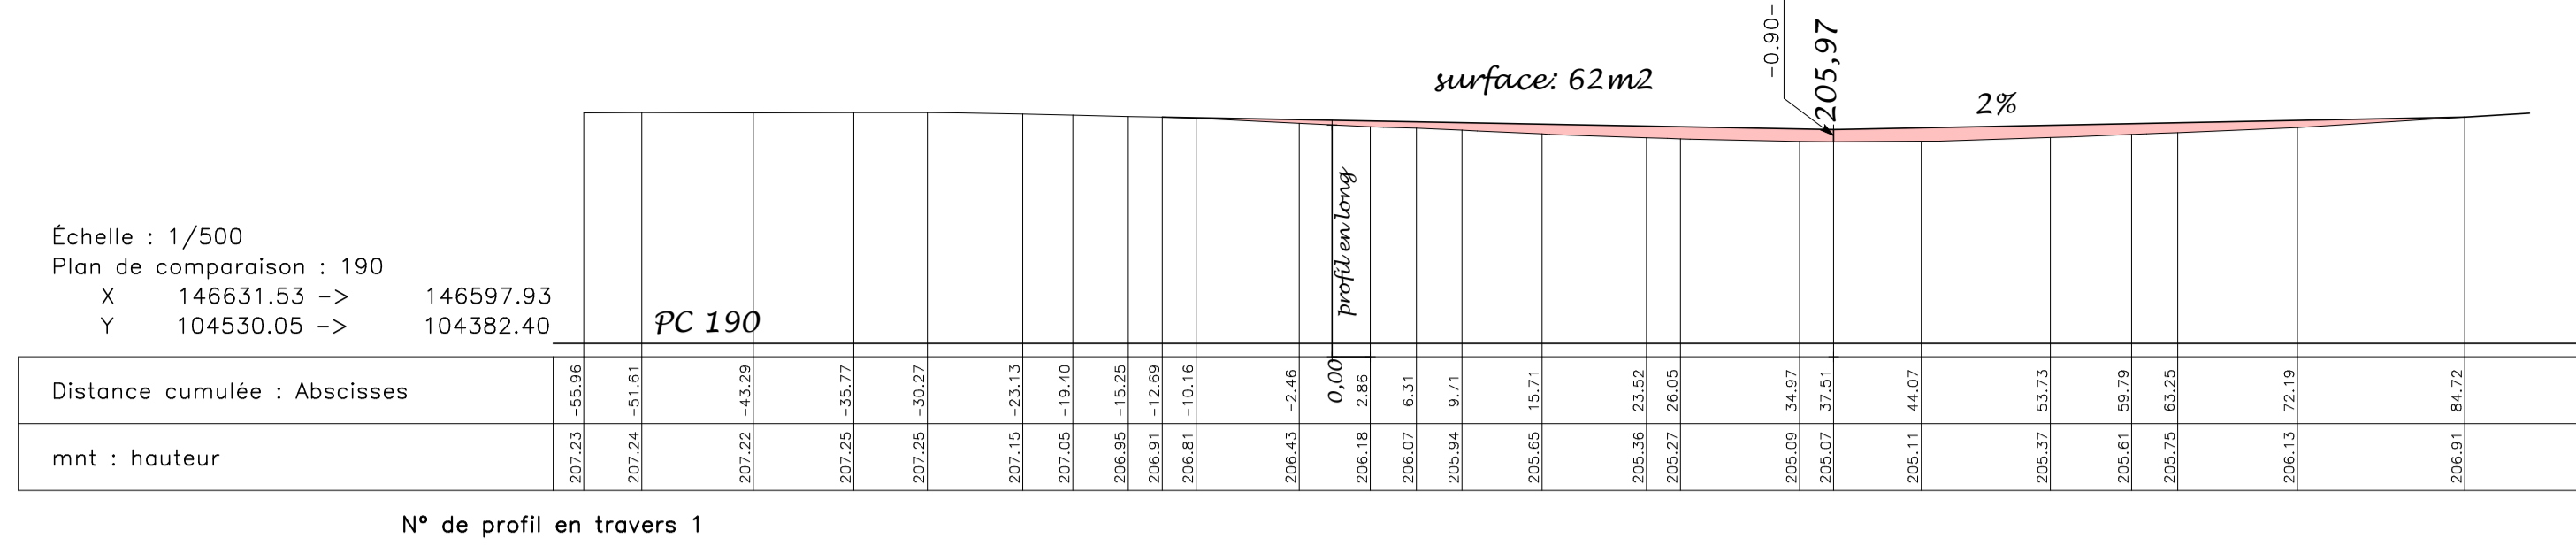 -0.90-
205,97
surface: 62m2
2%
profil en long
Échelle : 1/500
Plan de comparaison : 190
X 146631.53 -> 146597.93
Y 104530.05 -> 104382.40
PC 190
Distance cumulée : Abscisses -55.96 -51.61 -43.29 -35.77 -30.27 -23.13 -19.40 -15.25 -12.69 -10.16 -2.46 0,00 2.86 6.31 9.71 15.71 23.52 26.05 34.97 37.51 44.07 53.73 59.79 63.25 72.19 84.72
mnt : hauteur 207.23 207.24 207.22 207.25 207.25 207.15 207.05 206.95 206.91 206.81 206.43 206.18 206.07 205.94 205.65 205.36 205.27 205.09 205.07 205.11 205.37 205.61 205.75 206.13 206.91
N° de profil en travers 1